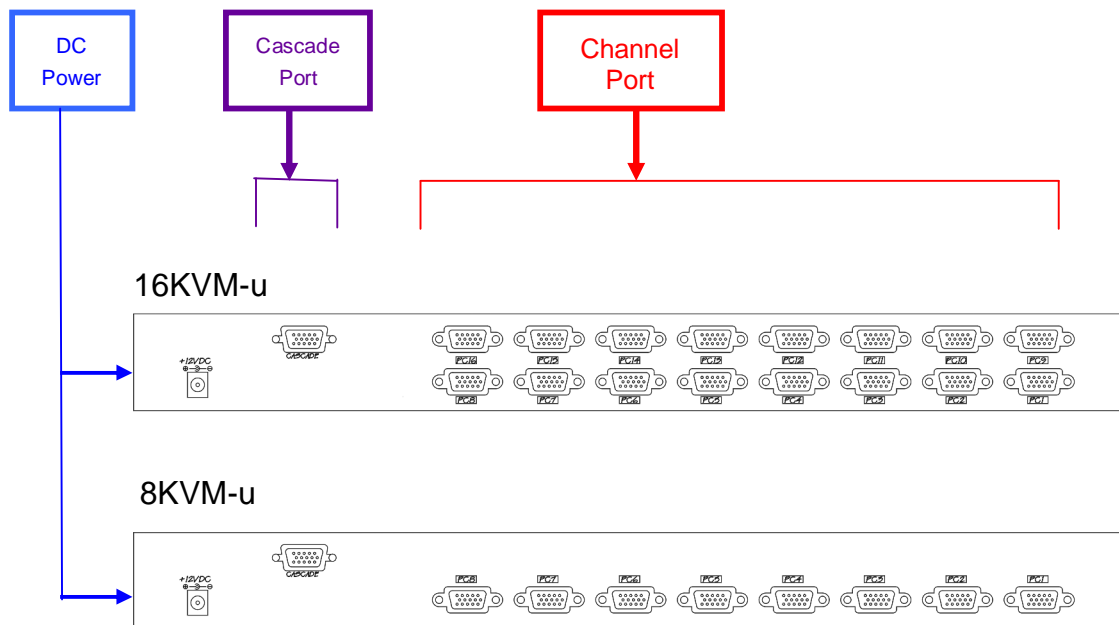 DC
Power
Cascade
Port
Channel
Port
16KVM-u
CASCADE
+12VDC
PC16 PC15 PC14 PC13 PC12 PC11 PC10 PC9
PC8 PC7 PC6 PC5 PC4 PC3 PC2 PC1
8KVM-u
CASCADE
+12VDC
PC8 PC7 PC6 PC5 PC4 PC3 PC2 PC1